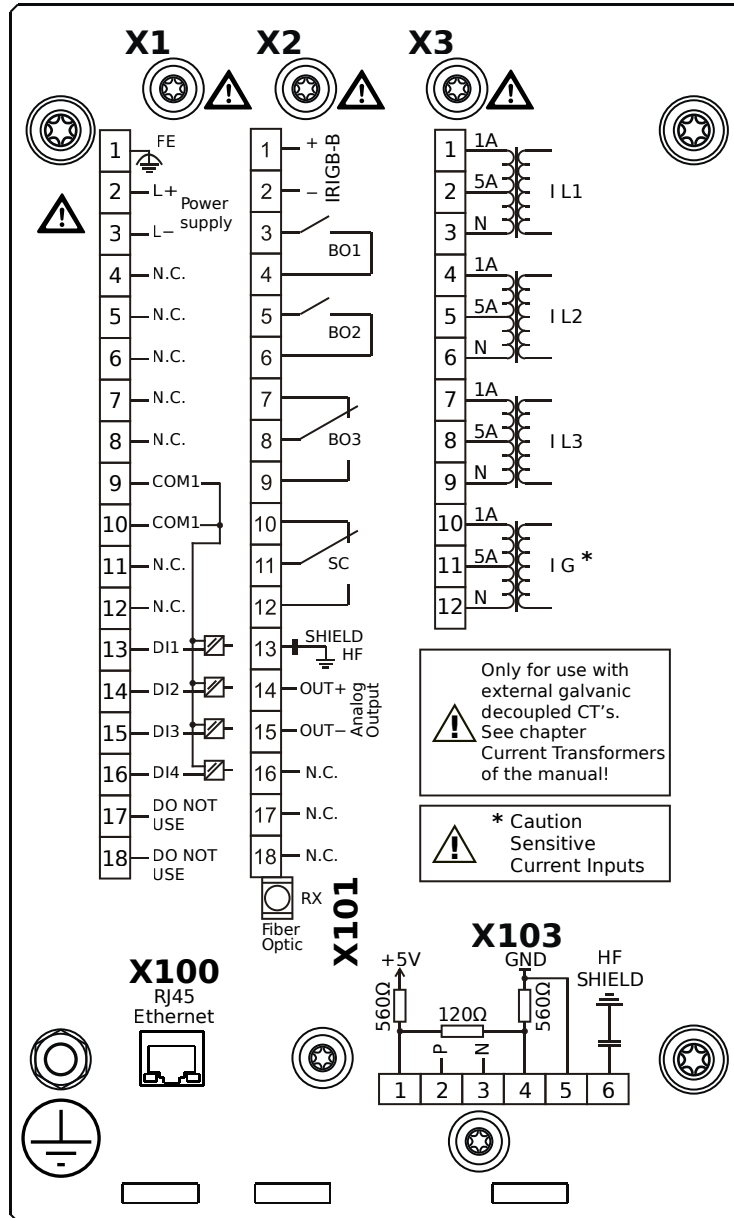 X1
X2
X3
1 FE
2 L+ Power
supply
3 L−
4 N.C.
5 N.C.
6 N.C.
7 N.C.
8 N.C.
9 COM1
10 COM1
11 N.C.
12 N.C.
13 DI1
14 DI2
15 DI3
16 DI4
17 DO NOT
USE
18 DO NOT
USE
1 +
2 −
IRIGB-B
3
BO1
4
5
BO2
6
7
8 BO3
9
10
11 SC
12
13 SHIELD
HF
14 OUT+
15 OUT−
Analog
Output
16 N.C.
17 N.C.
18 N.C.
RX
Fiber
Optic
X101
1 1A
2 5A I L1
3 N
4 1A
5 5A I L2
6 N
7 1A
8 5A I L3
9 N
10 1A
11 5A I G *
12 N
Only for use with
external galvanic
decoupled CT's.
See chapter
Current Transformers
of the manual!
* Caution
Sensitive
Current Inputs
X100
RJ45
Ethernet
X103
+5V GND HF
SHIELD
560Ω 120Ω 560Ω
P N
1 2 3 4 5 6